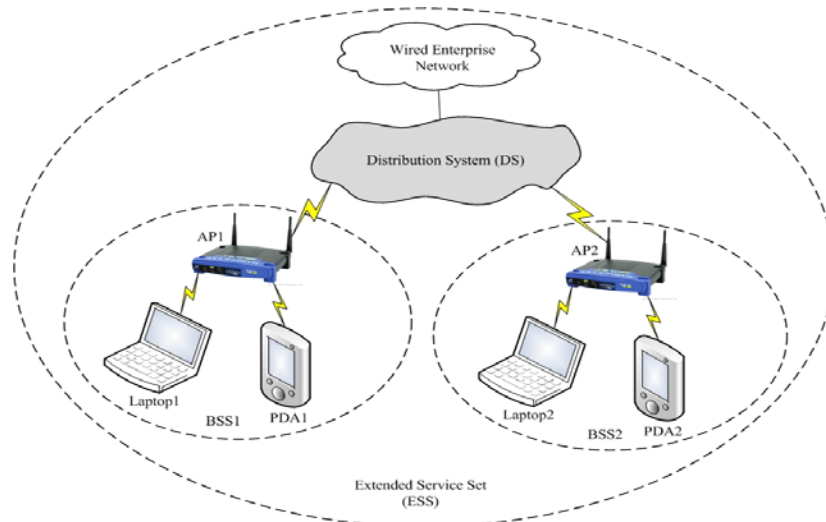 Wired Enterprise
Network
Distribution System (DS)
AP1
AP2
Laptop1
PDA1
BSS1
Laptop2
PDA2
BSS2
Extended Service Set
(ESS)